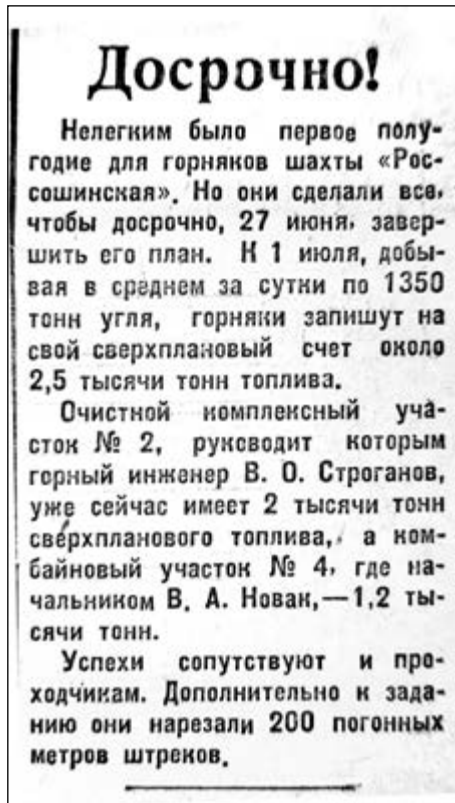 Досрочно!
Нелегким было первое полу-
годие для горняков шахты «Рос-
сошинская». Но они сделали все,
чтобы досрочно, 27 июня, завер-
шить его план. К 1 июля, добы-
вая в среднем за сутки по 1350
тонн угля, горняки запишут на
свой сверхплановый счет около
2,5 тысячи тонн топлива.
Очистной комплексный уча-
сток № 2, руководит которым
горный инженер В. О. Строганов,
уже сейчас имеет 2 тысячи тонн
сверхпланового топлива, а ком-
байновый участок № 4, где на-
чальником В. А. Новак,—1,2 ты-
сячи тонн.
Успехи сопутствуют и про-
ходчикам. Дополнительно к зада-
нию они нарезали 200 погонных
метров штреков.